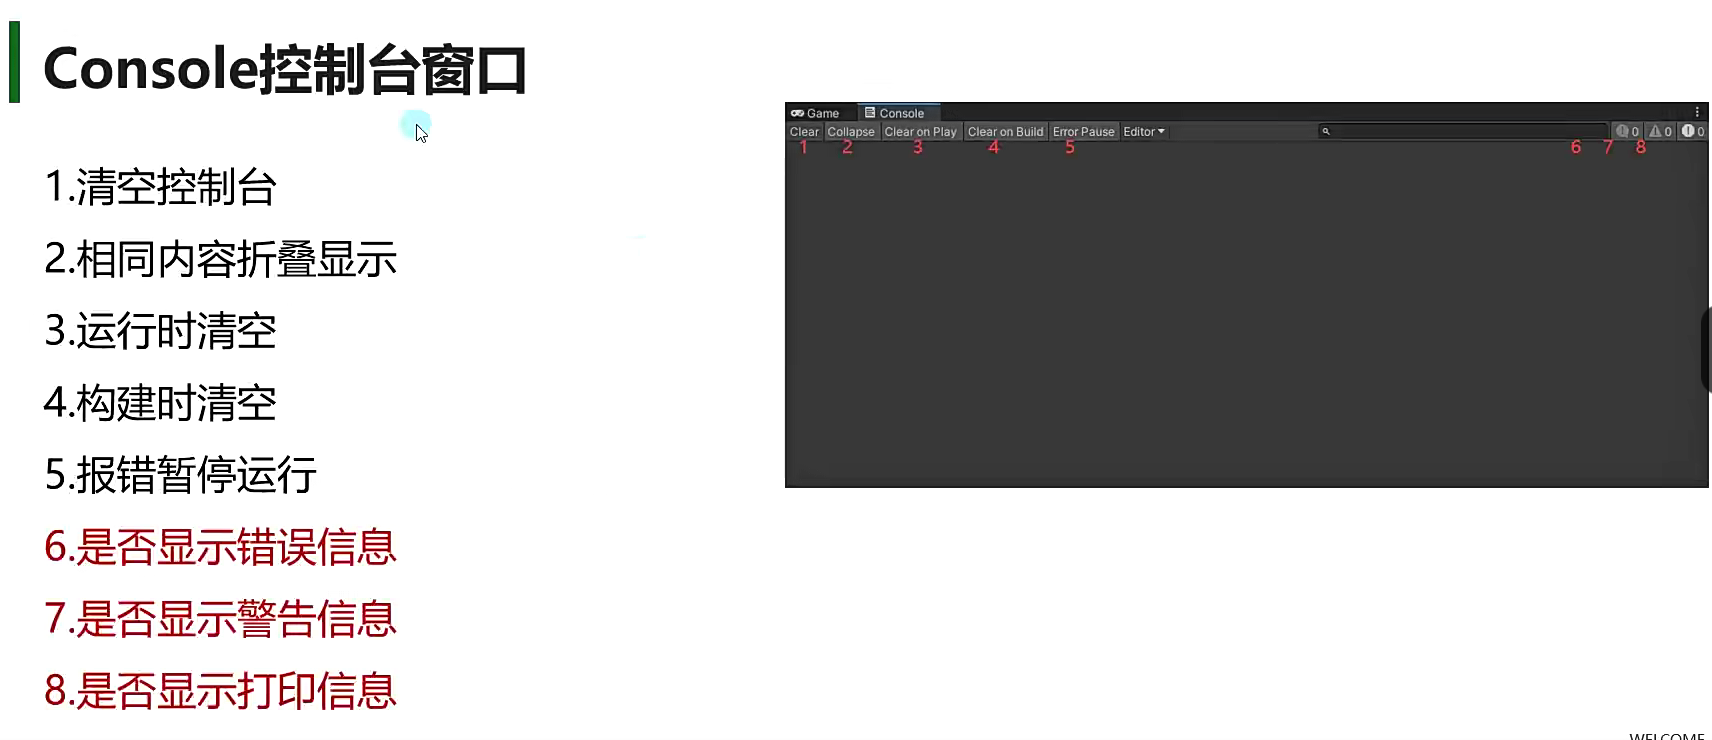 Console控制台窗口
1.清空控制台
2.相同内容折叠显示
3.运行时清空
4.构建时清空
5.报错暂停运行
6.是否显示错误信息
7.是否显示警告信息
8.是否显示打印信息
Game Console
Clear Collapse Clear on Play Clear on Build Error Pause Editor 0 0 0
1 2 3 4 5 6 7 8
WELCOME